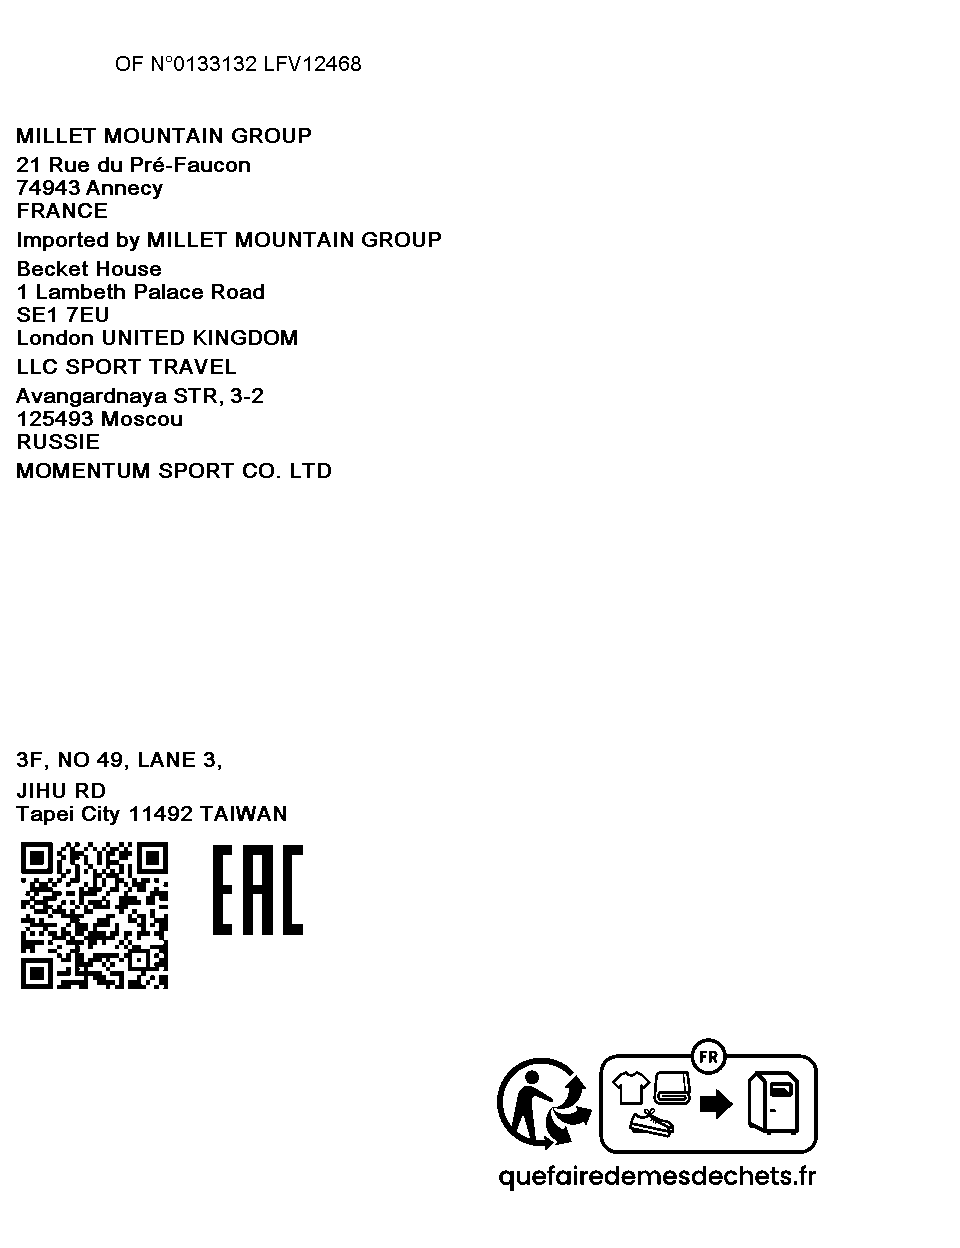 OF N°0133132 LFV12468
MILLET MOUNTAIN GROUP
21 Rue du Pré-Faucon
74943 Annecy
FRANCE
Imported by MILLET MOUNTAIN GROUP
Becket House
1 Lambeth Palace Road
SE1 7EU
London UNITED KINGDOM
LLC SPORT TRAVEL
Avangardnaya STR, 3-2
125493 Moscou
RUSSIE
MOMENTUM SPORT CO. LTD
3F, NO 49, LANE 3,
JIHU RD
Tapei City 11492 TAIWAN
EAC
FR
quefairedemesdechets.fr